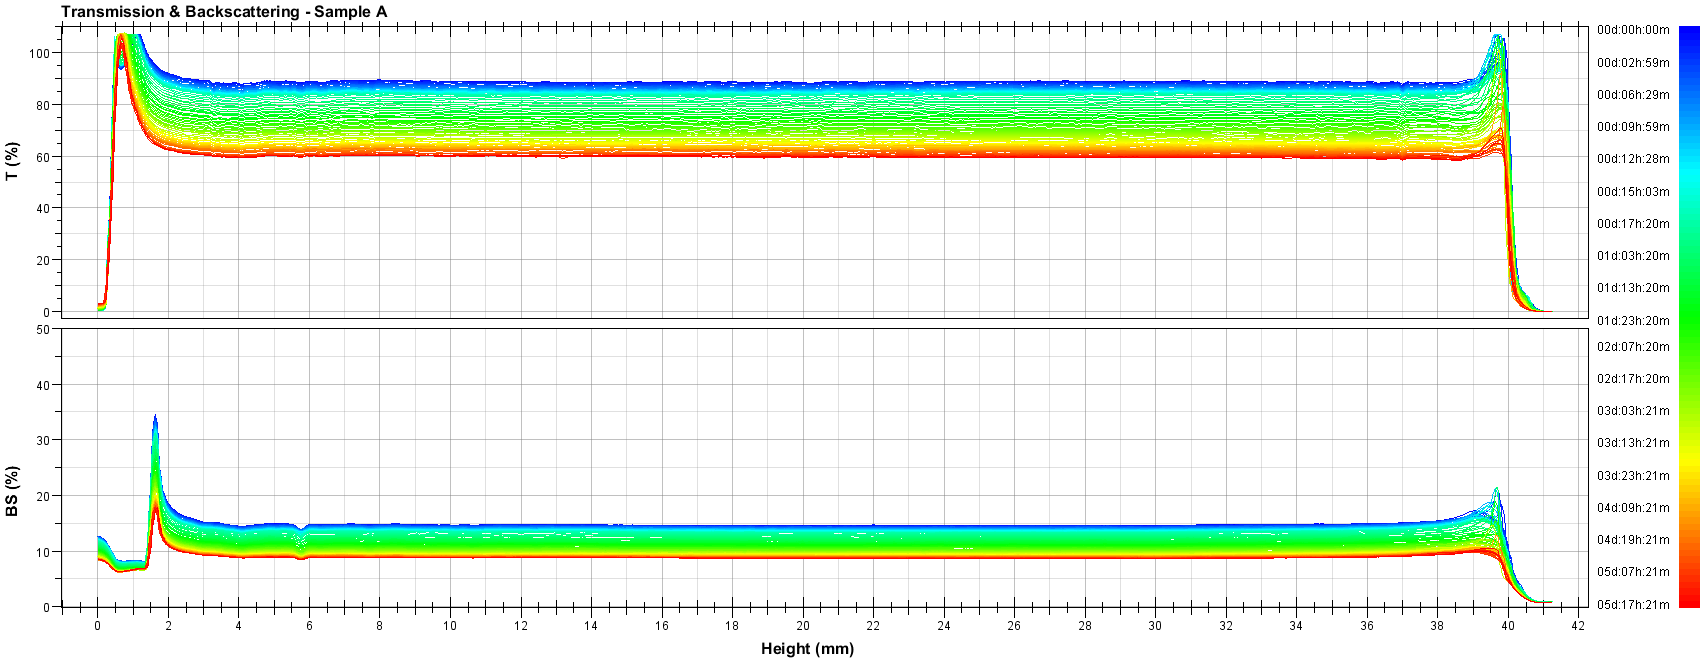 Transmission & Backscattering - Sample A
T (%)
100
80
60
40
20
0
BS (%)
50
40
30
20
10
0
0 2 4 6 8 10 12 14 16 18 20 22 24 26 28 30 32 34 36 38 40 42
Height (mm)
00d:00h:00m
00d:02h:59m
00d:06h:29m
00d:09h:59m
00d:12h:28m
00d:15h:03m
00d:17h:20m
01d:03h:20m
01d:13h:20m
01d:23h:20m
02d:07h:20m
02d:17h:20m
03d:03h:21m
03d:13h:21m
03d:23h:21m
04d:09h:21m
04d:19h:21m
05d:07h:21m
05d:17h:21m